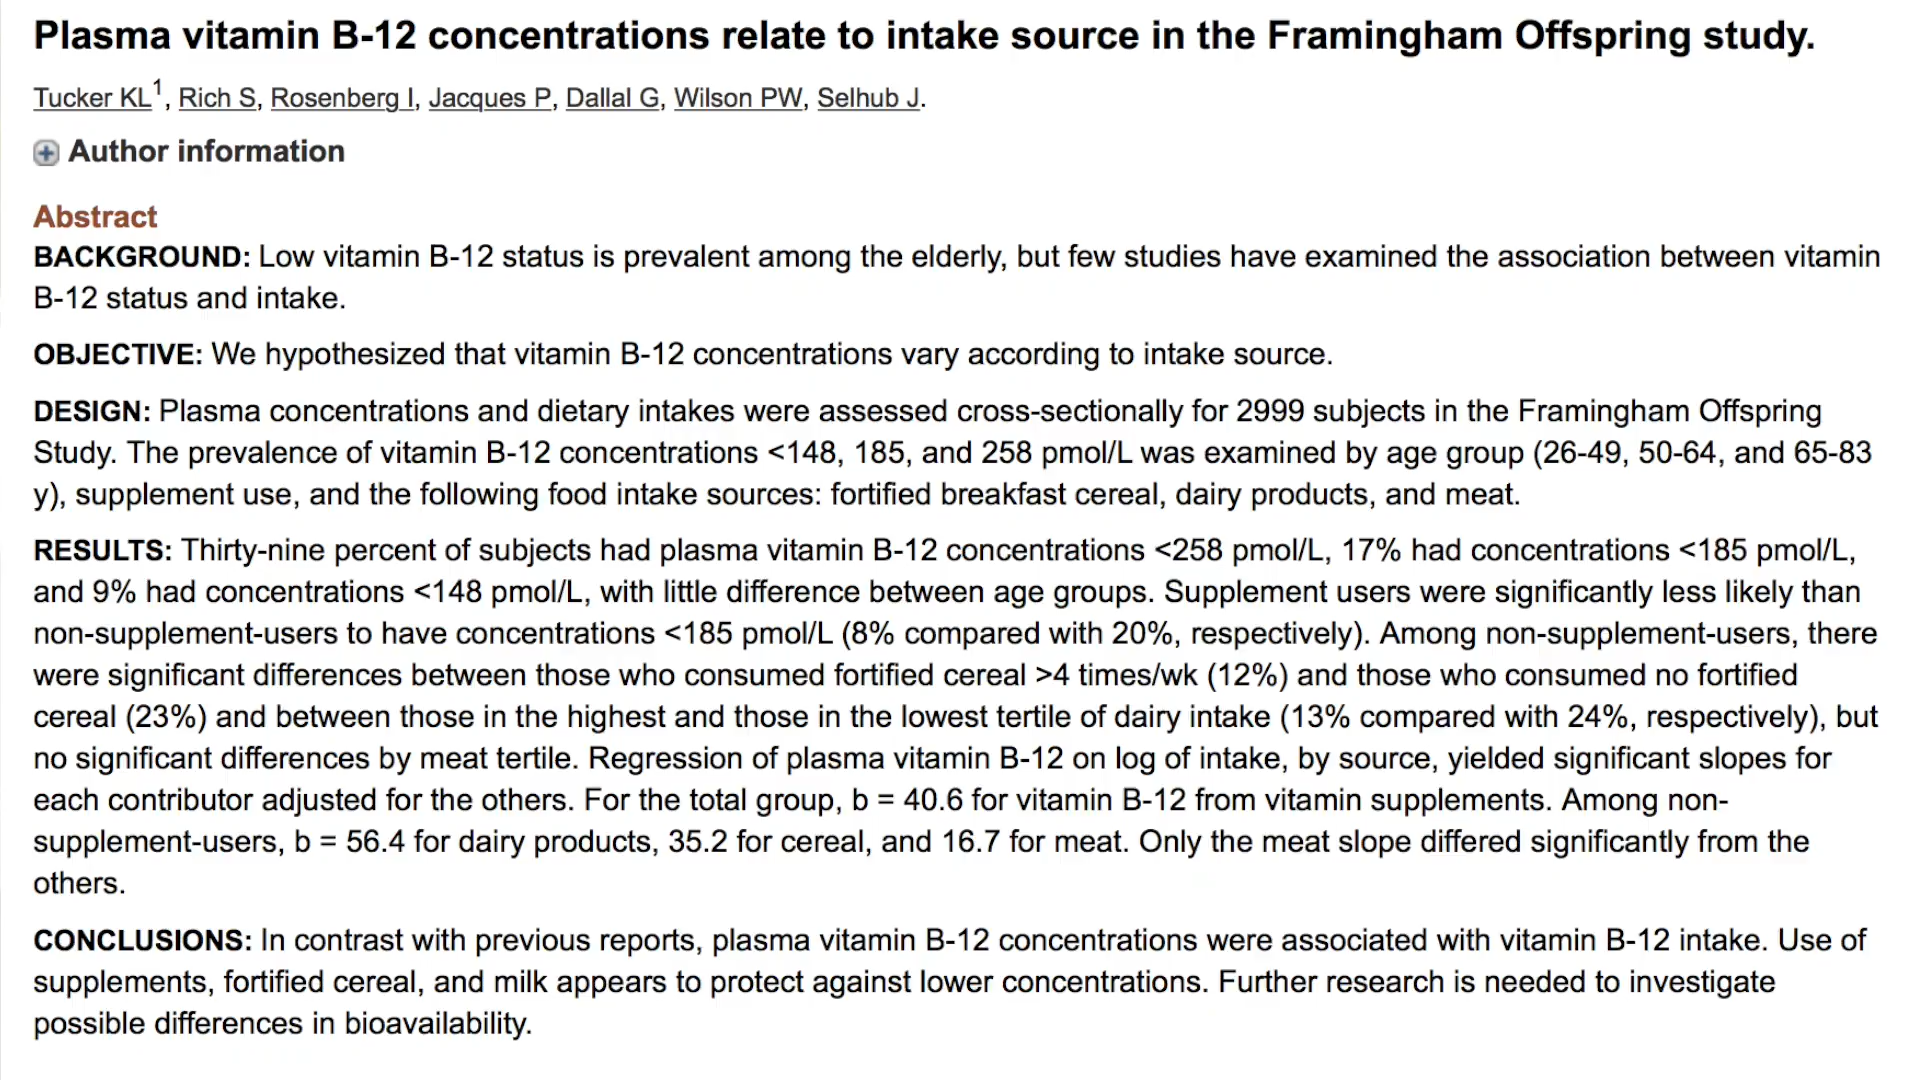 Plasma vitamin B-12 concentrations relate to intake source in the Framingham Offspring study.
Tucker KL1, Rich S, Rosenberg I, Jacques P, Dallal G, Wilson PW, Selhub J.
Author information
Abstract
BACKGROUND: Low vitamin B-12 status is prevalent among the elderly, but few studies have examined the association between vitamin
B-12 status and intake.
OBJECTIVE: We hypothesized that vitamin B-12 concentrations vary according to intake source.
DESIGN: Plasma concentrations and dietary intakes were assessed cross-sectionally for 2999 subjects in the Framingham Offspring
Study. The prevalence of vitamin B-12 concentrations <148, 185, and 258 pmol/L was examined by age group (26-49, 50-64, and 65-83
y), supplement use, and the following food intake sources: fortified breakfast cereal, dairy products, and meat.
RESULTS: Thirty-nine percent of subjects had plasma vitamin B-12 concentrations <258 pmol/L, 17% had concentrations <185 pmol/L,
and 9% had concentrations <148 pmol/L, with little difference between age groups. Supplement users were significantly less likely than
non-supplement-users to have concentrations <185 pmol/L (8% compared with 20%, respectively). Among non-supplement-users, there
were significant differences between those who consumed fortified cereal >4 times/wk (12%) and those who consumed no fortified
cereal (23%) and between those in the highest and those in the lowest tertile of dairy intake (13% compared with 24%, respectively), but
no significant differences by meat tertile. Regression of plasma vitamin B-12 on log of intake, by source, yielded significant slopes for
each contributor adjusted for the others. For the total group, b = 40.6 for vitamin B-12 from vitamin supplements. Among non-
supplement-users, b = 56.4 for dairy products, 35.2 for cereal, and 16.7 for meat. Only the meat slope differed significantly from the
others.
CONCLUSIONS: In contrast with previous reports, plasma vitamin B-12 concentrations were associated with vitamin B-12 intake. Use of
supplements, fortified cereal, and milk appears to protect against lower concentrations. Further research is needed to investigate
possible differences in bioavailability.